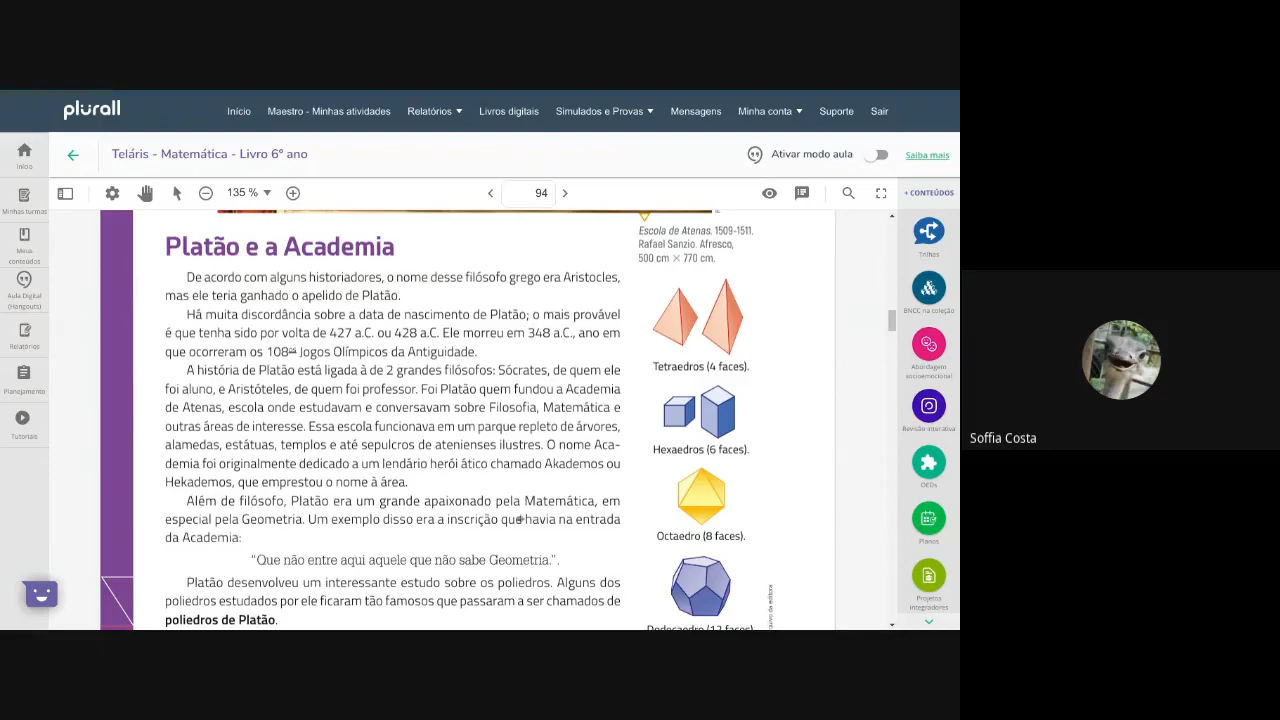 plurall
Início Maestro - Minhas atividades Relatórios Livros digitais Simulados e Provas Mensagens Minha conta Suporte Sair
Teláris - Matemática - Livro 6º ano
Ativar modo aula
Saiba mais
135 %
94
+ CONTEÚDOS
Início
Minhas turmas
Meus
conteúdos
Aula Digital
(Hangouts)
Relatórios
Planejamento
Tutoriais
Platão e a Academia
De acordo com alguns historiadores, o nome desse filósofo grego era Aristocles,
mas ele teria ganhado o apelido de Platão.
Há muita discordância sobre a data de nascimento de Platão; o mais provável
é que tenha sido por volta de 427 a.C. ou 428 a.C. Ele morreu em 348 a.C., ano em
que ocorreram os 108ºˢ Jogos Olímpicos da Antiguidade.
A história de Platão está ligada à de 2 grandes filósofos: Sócrates, de quem ele
foi aluno, e Aristóteles, de quem foi professor. Foi Platão quem fundou a Academia
de Atenas, escola onde estudavam e conversavam sobre Filosofia, Matemática e
outras áreas de interesse. Essa escola funcionava em um parque repleto de árvores,
alamedas, estátuas, templos e até sepulcros de atenienses ilustres. O nome Aca-
demia foi originalmente dedicado a um lendário herói ático chamado Akademos ou
Hekademos, que emprestou o nome à área.
Além de filósofo, Platão era um grande apaixonado pela Matemática, em
especial pela Geometria. Um exemplo disso era a inscrição que havia na entrada
da Academia:
"Que não entre aqui aquele que não sabe Geometria.".
Platão desenvolveu um interessante estudo sobre os poliedros. Alguns dos
poliedros estudados por ele ficaram tão famosos que passaram a ser chamados de
poliedros de Platão.
Escola de Atenas. 1509-1511.
Rafael Sanzio. Afresco,
500 cm × 770 cm.
Tetraedros (4 faces).
Hexaedros (6 faces).
Octaedro (8 faces).
Dodecaedro (12 faces).
Trilhas
BNCC na coleção
Abordagem
socioemocional
Revisão interativa
OEDs
Planos
Projetos
integradores
Soffia Costa